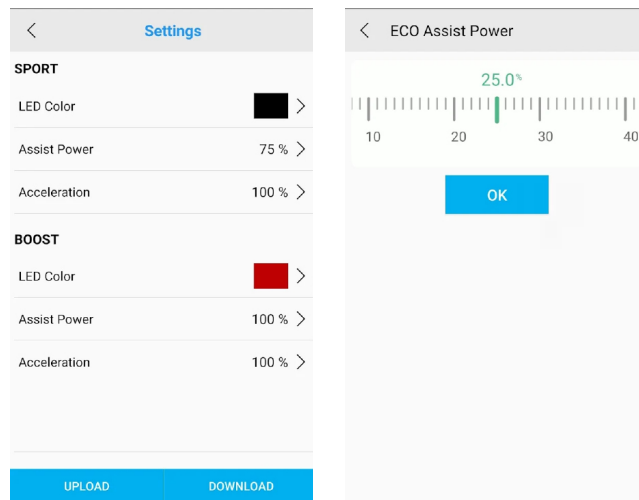 Settings
SPORT
LED Color
Assist Power 75 %
Acceleration 100 %
BOOST
LED Color
Assist Power 100 %
Acceleration 100 %
UPLOAD DOWNLOAD
ECO Assist Power
25.0%
10 20 30 40
OK